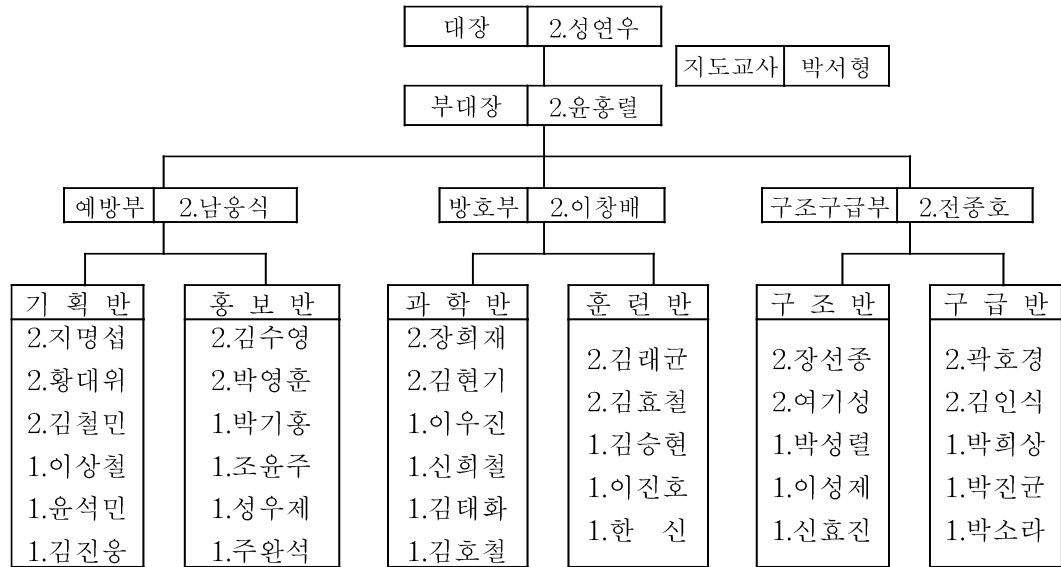 대장 2.성연우
지도교사 박서형
부대장 2.윤홍렬
예방부 2.남웅식
방호부 2.이창배
구조구급부 2.전종호
기 획 반
2.지명섭
2.황대위
2.김철민
1.이상철
1.윤석민
1.김진웅
홍 보 반
2.김수영
2.박영훈
1.박기홍
1.조윤주
1.성우제
1.주완석
과 학 반
2.장희재
2.김현기
1.이우진
1.신희철
1.김태화
1.김호철
훈 련 반
2.김래균
2.김효철
1.김승현
1.이진호
1.한 신
구 조 반
2.장선종
2.여기성
1.박성렬
1.이성제
1.신효진
구 급 반
2.곽호경
2.김인식
1.박희상
1.박진균
1.박소라